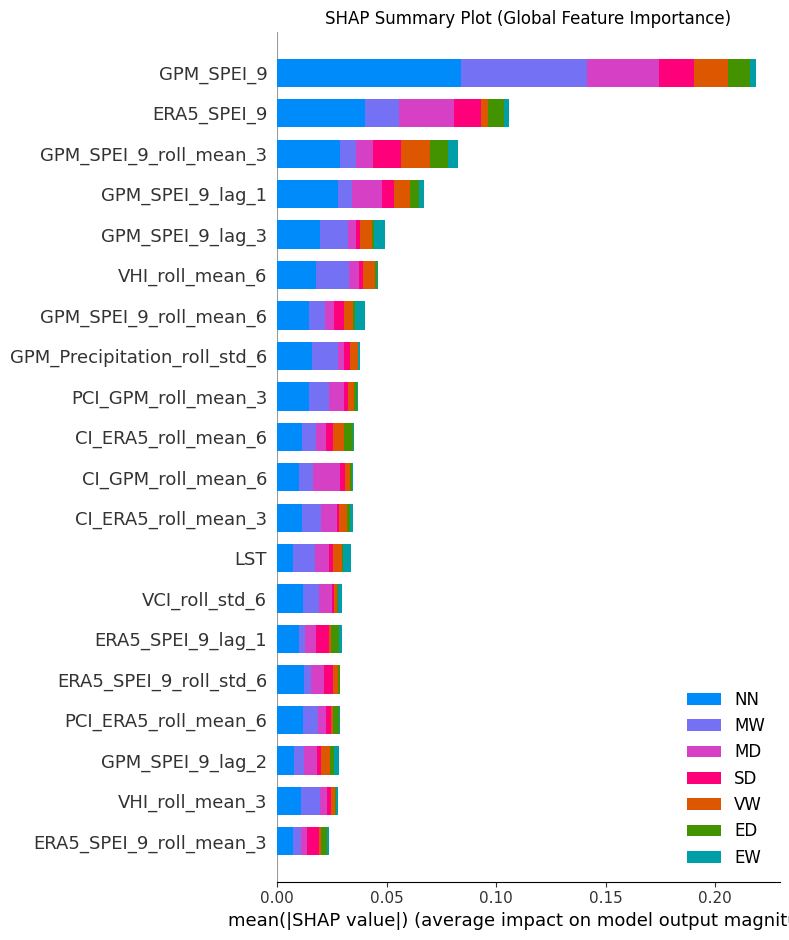 SHAP Summary Plot (Global Feature Importance)
GPM_SPEI_9
ERA5_SPEI_9
GPM_SPEI_9_roll_mean_3
GPM_SPEI_9_lag_1
GPM_SPEI_9_lag_3
VHI_roll_mean_6
GPM_SPEI_9_roll_mean_6
GPM_Precipitation_roll_std_6
PCI_GPM_roll_mean_3
CI_ERA5_roll_mean_6
CI_GPM_roll_mean_6
CI_ERA5_roll_mean_3
LST
VCI_roll_std_6
ERA5_SPEI_9_lag_1
ERA5_SPEI_9_roll_std_6
PCI_ERA5_roll_mean_6
GPM_SPEI_9_lag_2
VHI_roll_mean_3
ERA5_SPEI_9_roll_mean_3
NN
MW
MD
SD
VW
ED
EW
0.00 0.05 0.10 0.15 0.20
mean(|SHAP value|) (average impact on model output magnitu